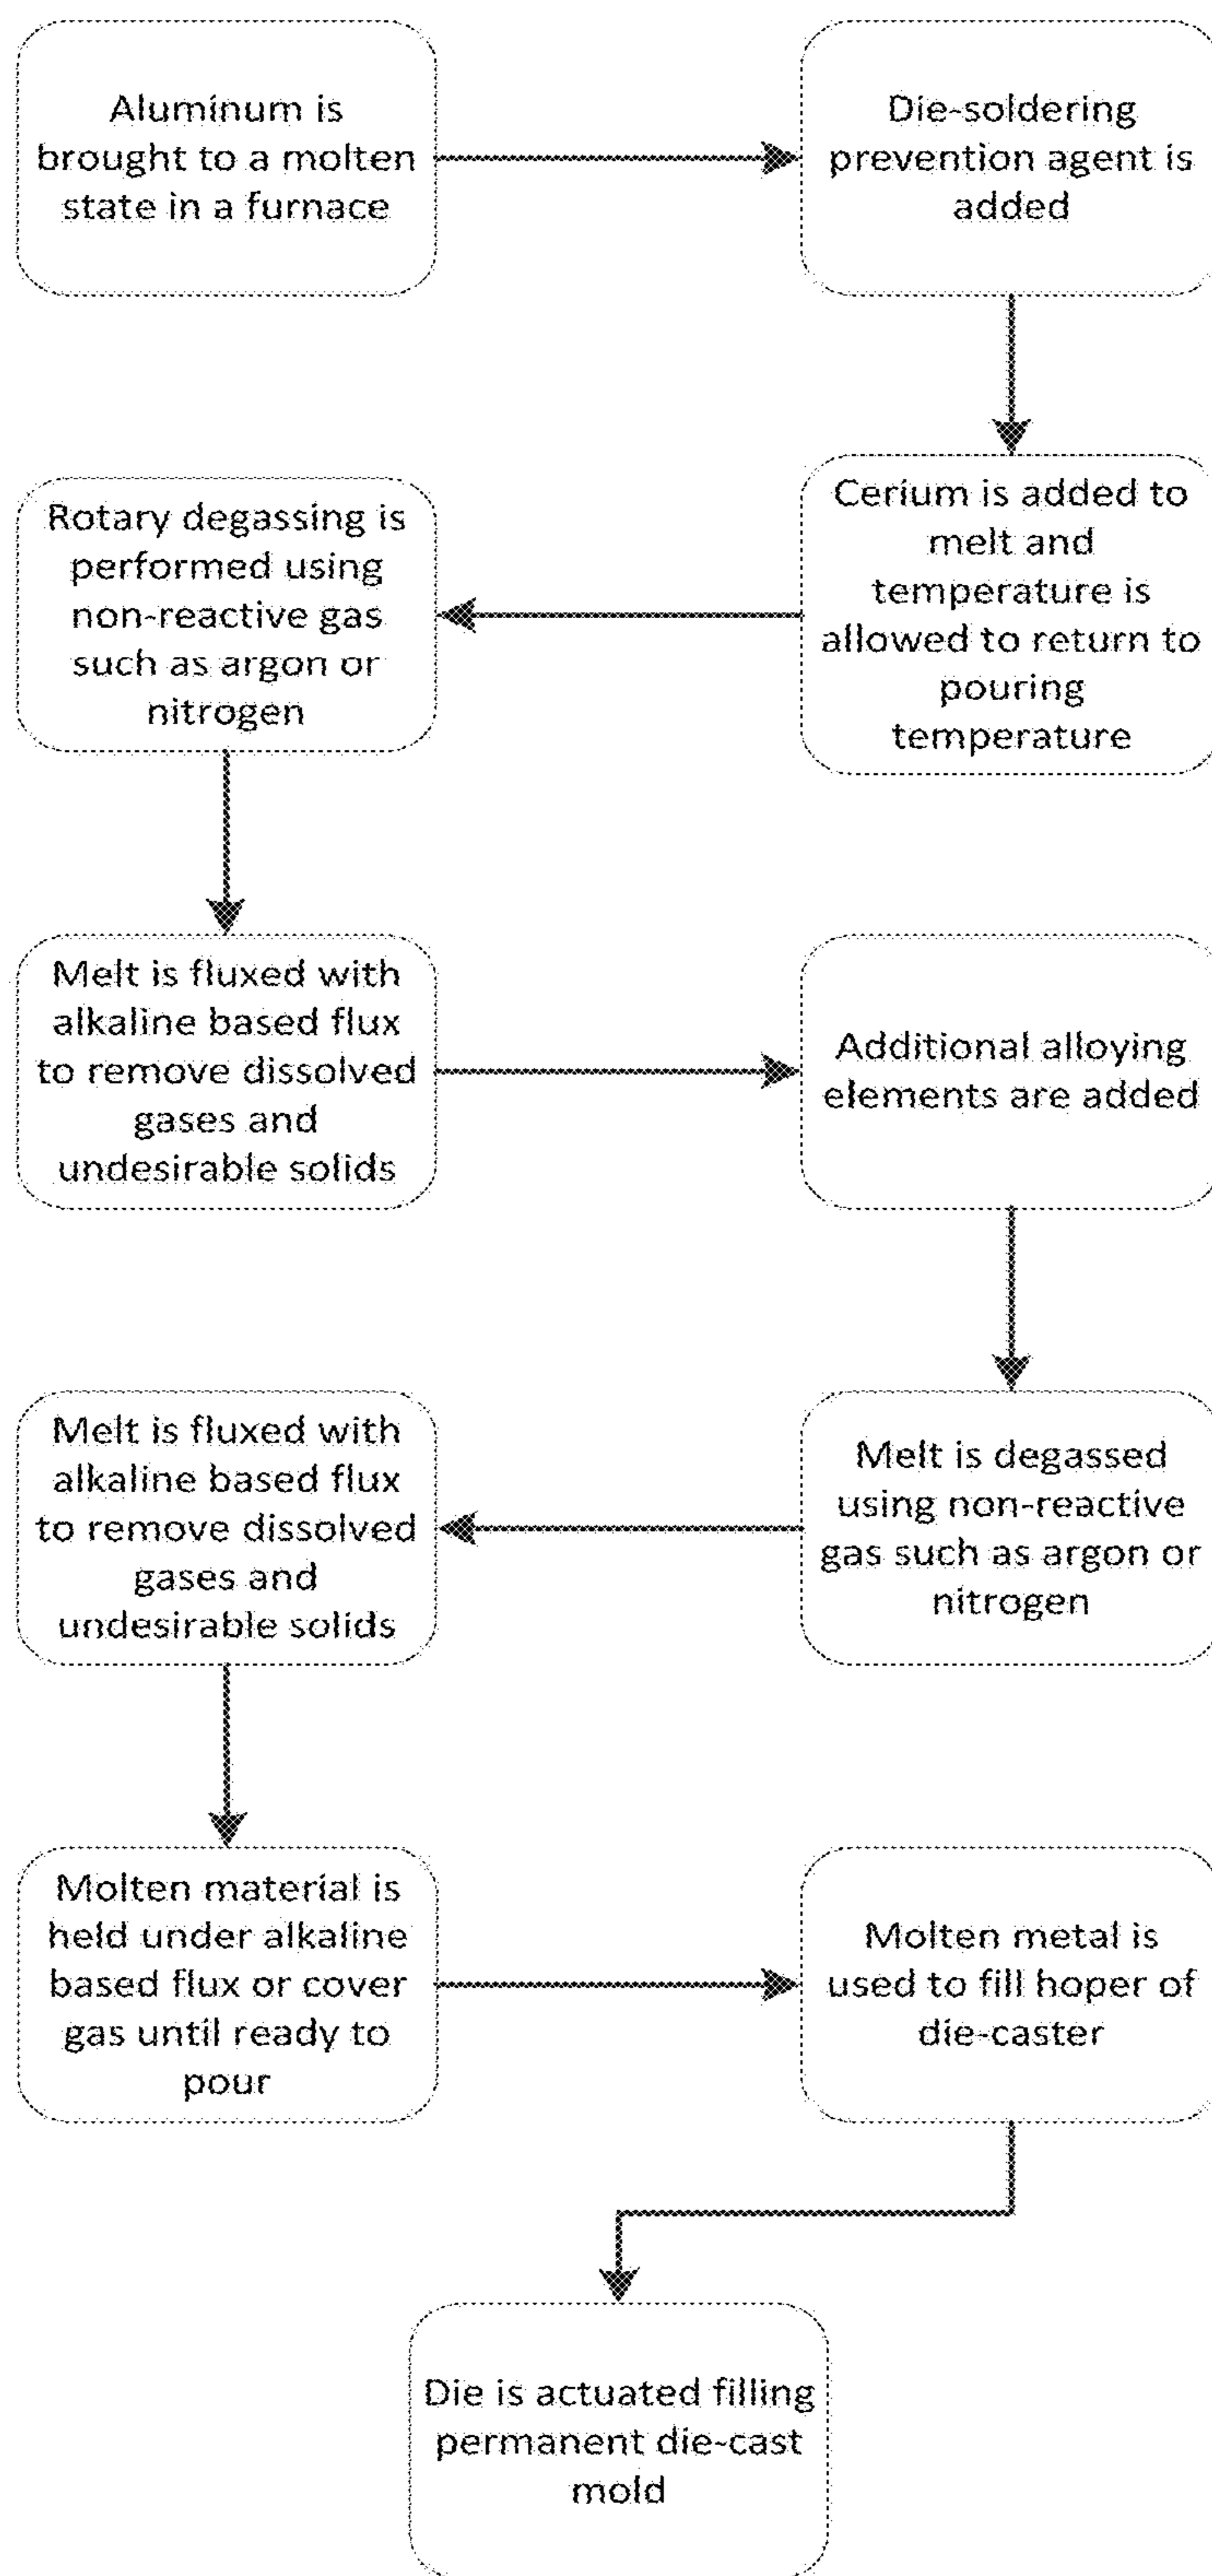 Aluminum is
brought to a molten
state in a furnace
Die-soldering
prevention agent is
added
Cerium is added to
melt and
temperature is
allowed to return to
pouring
temperature
Rotary degassing is
performed using
non-reactive gas
such as argon or
nitrogen
Melt is fluxed with
alkaline based flux
to remove dissolved
gases and
undesirable solids
Additional alloying
elements are added
Melt is degassed
using non-reactive
gas such as argon or
nitrogen
Melt is fluxed with
alkaline based flux
to remove dissolved
gases and
undesirable solids
Molten material is
held under alkaline
based flux or cover
gas until ready to
pour
Molten metal is
used to fill hoper of
die-caster
Die is actuated filling
permanent die-cast
mold